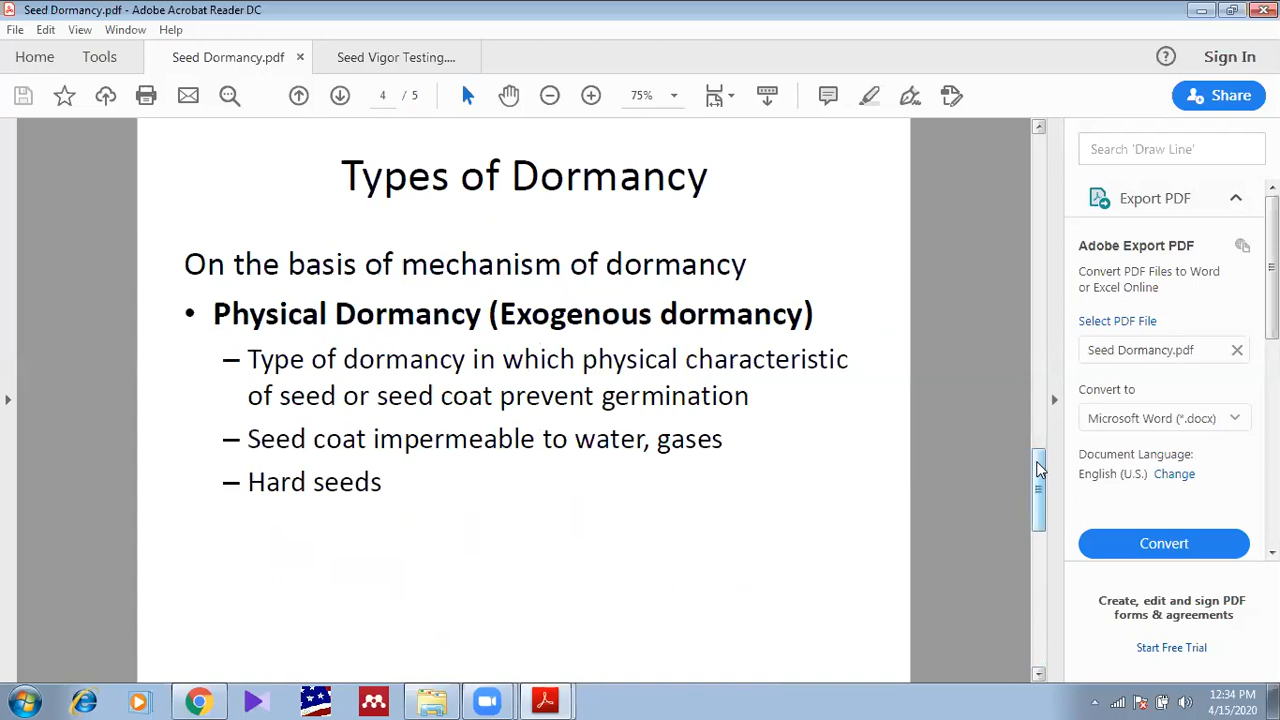 Seed Dormancy.pdf - Adobe Acrobat Reader DC
File Edit View Window Help
Home Tools Seed Dormancy.pdf × Seed Vigor Testing.... Sign In
4 / 5 75% Share
Types of Dormancy
On the basis of mechanism of dormancy
• Physical Dormancy (Exogenous dormancy)
– Type of dormancy in which physical characteristic
of seed or seed coat prevent germination
– Seed coat impermeable to water, gases
– Hard seeds
Search 'Draw Line'
Export PDF
Adobe Export PDF
Convert PDF Files to Word
or Excel Online
Select PDF File
Seed Dormancy.pdf
Convert to
Microsoft Word (*.docx)
Document Language:
English (U.S.) Change
Convert
Create, edit and sign PDF
forms & agreements
Start Free Trial
12:34 PM
4/15/2020